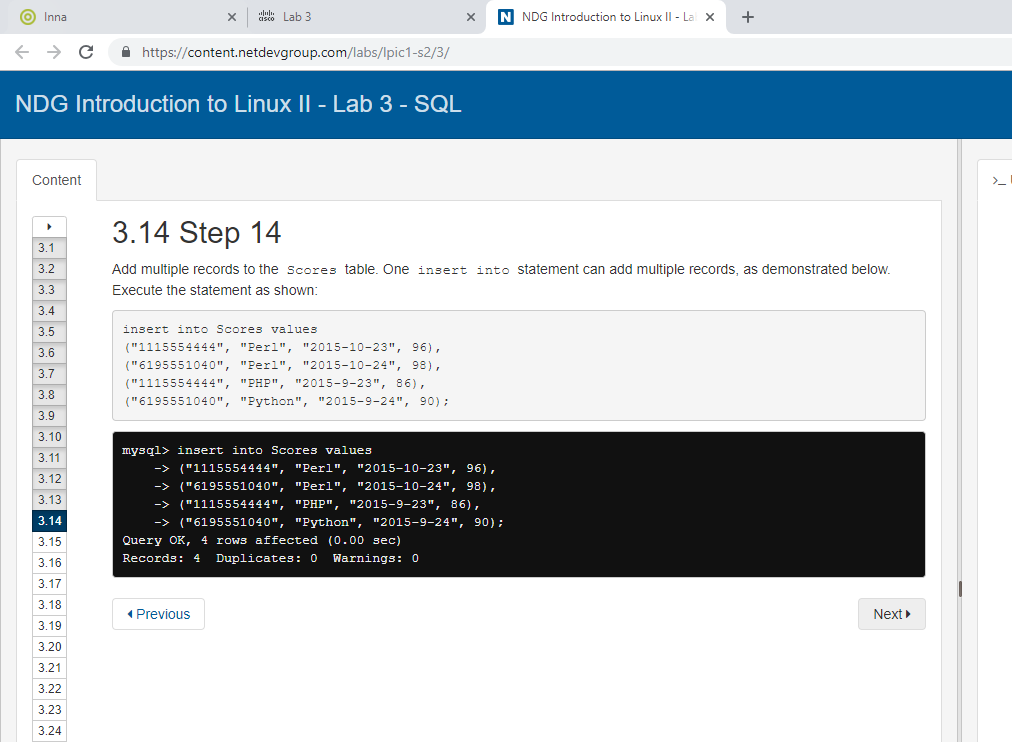 Inna
Lab 3
NDG Introduction to Linux II - La
https://content.netdevgroup.com/labs/lpic1-s2/3/
NDG Introduction to Linux II - Lab 3 - SQL
Content
3.1
3.2
3.3
3.4
3.5
3.6
3.7
3.8
3.9
3.10
3.11
3.12
3.13
3.14
3.15
3.16
3.17
3.18
3.19
3.20
3.21
3.22
3.23
3.24
3.14 Step 14
Add multiple records to the Scores table. One insert into statement can add multiple records, as demonstrated below.
Execute the statement as shown:
insert into Scores values
("1115554444", "Perl", "2015-10-23", 96),
("6195551040", "Perl", "2015-10-24", 98),
("1115554444", "PHP", "2015-9-23", 86),
("6195551040", "Python", "2015-9-24", 90);
mysql> insert into Scores values
-> ("1115554444", "Perl", "2015-10-23", 96),
-> ("6195551040", "Perl", "2015-10-24", 98),
-> ("1115554444", "PHP", "2015-9-23", 86),
-> ("6195551040", "Python", "2015-9-24", 90);
Query OK, 4 rows affected (0.00 sec)
Records: 4  Duplicates: 0  Warnings: 0
Previous
Next
>_